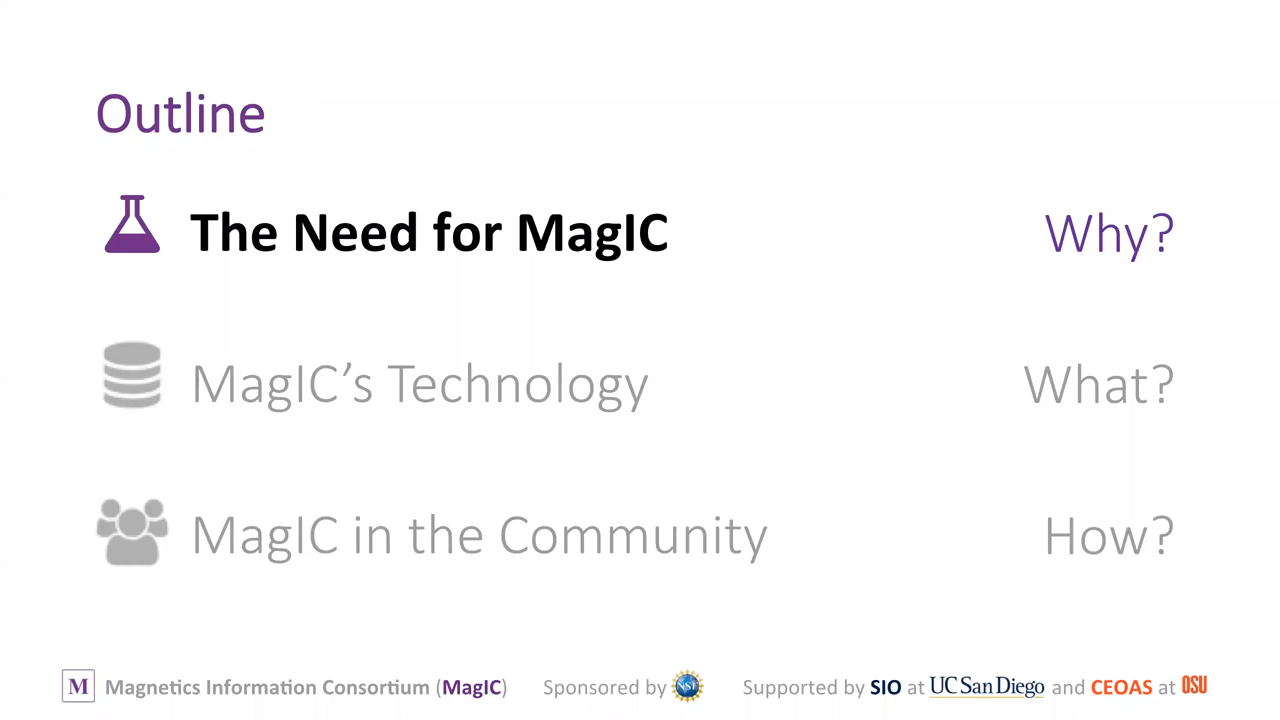 Outline
The Need for MagIC Why?
MagIC’s Technology What?
MagIC in the Community How?
M Magnetics Information Consortium (MagIC) Sponsored by NSF Supported by SIO at UC San Diego and CEOAS at OSU